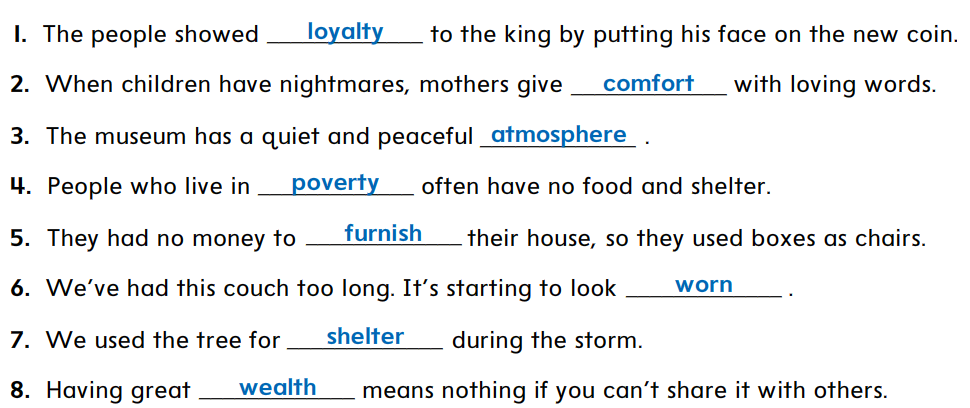 1. The people showed loyalty to the king by putting his face on the new coin.
2. When children have nightmares, mothers give comfort with loving words.
3. The museum has a quiet and peaceful atmosphere .
4. People who live in poverty often have no food and shelter.
5. They had no money to furnish their house, so they used boxes as chairs.
6. We've had this couch too long. It's starting to look worn .
7. We used the tree for shelter during the storm.
8. Having great wealth means nothing if you can't share it with others.